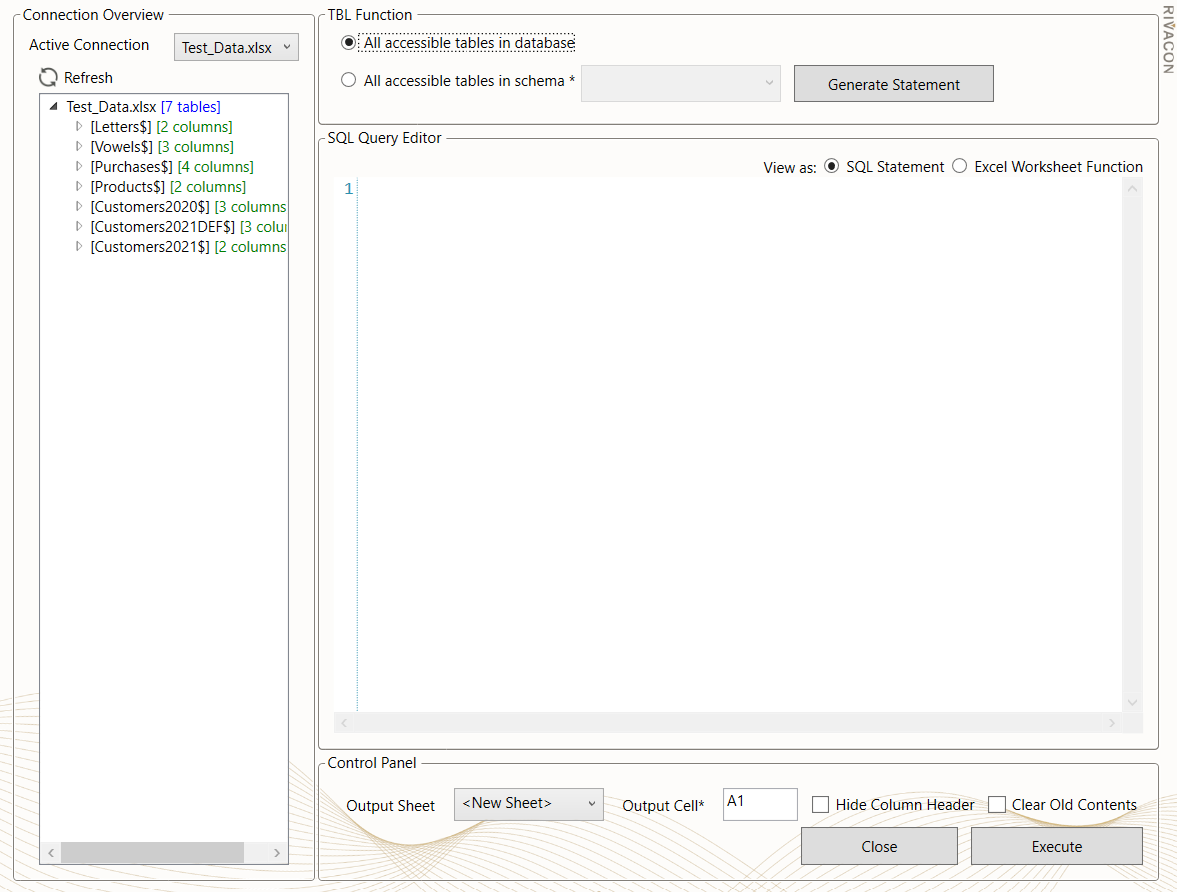 Connection Overview
Active Connection
Test_Data.xlsx
Refresh
Test_Data.xlsx [7 tables]
[Letters$] [2 columns]
[Vowels$] [3 columns]
[Purchases$] [4 columns]
[Products$] [2 columns]
[Customers2020$] [3 columns
[Customers2021DEF$] [3 colu
[Customers2021$] [2 columns
TBL Function
All accessible tables in database
All accessible tables in schema *
Generate Statement
SQL Query Editor
View as: SQL Statement Excel Worksheet Function
1
Control Panel
Output Sheet <New Sheet> Output Cell* A1 Hide Column Header Clear Old Contents
Close Execute
RIVACON